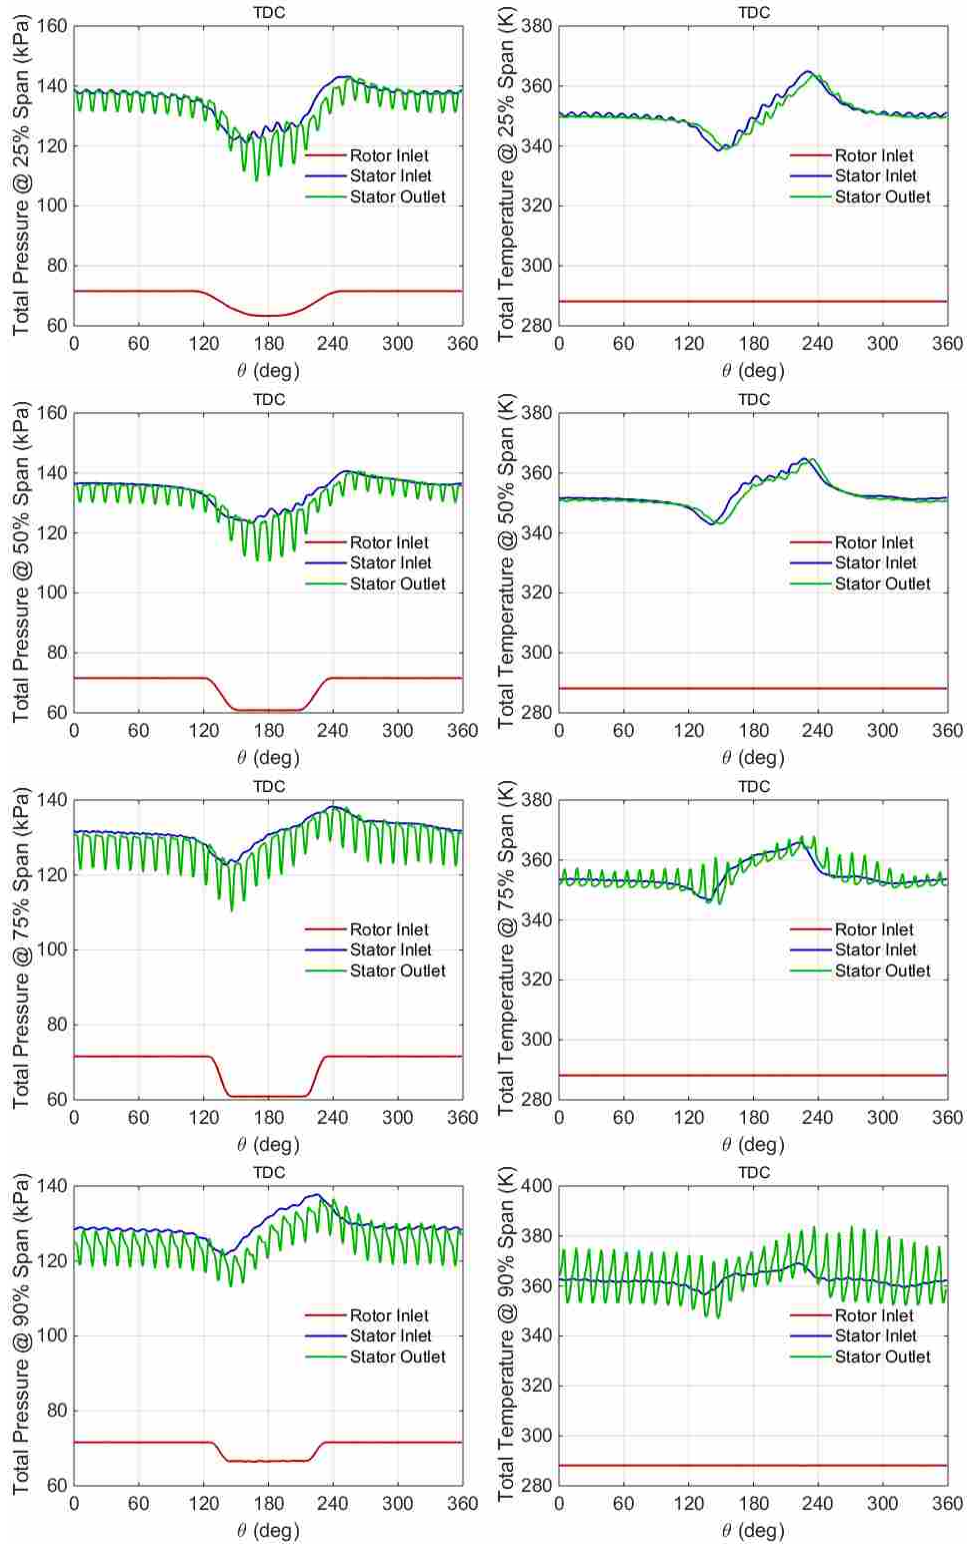 TDC
Total Pressure @ 25% Span (kPa)
160
140
120
100
80
60
Rotor Inlet
Stator Inlet
Stator Outlet
0 60 120 180 240 300 360
θ (deg)
TDC
Total Temperature @ 25% Span (K)
380
360
340
320
300
280
Rotor Inlet
Stator Inlet
Stator Outlet
0 60 120 180 240 300 360
θ (deg)
TDC
Total Pressure @ 50% Span (kPa)
160
140
120
100
80
60
Rotor Inlet
Stator Inlet
Stator Outlet
0 60 120 180 240 300 360
θ (deg)
TDC
Total Temperature @ 50% Span (K)
380
360
340
320
300
280
Rotor Inlet
Stator Inlet
Stator Outlet
0 60 120 180 240 300 360
θ (deg)
TDC
Total Pressure @ 75% Span (kPa)
140
120
100
80
60
Rotor Inlet
Stator Inlet
Stator Outlet
0 60 120 180 240 300 360
θ (deg)
TDC
Total Temperature @ 75% Span (K)
380
360
340
320
300
280
Rotor Inlet
Stator Inlet
Stator Outlet
0 60 120 180 240 300 360
θ (deg)
TDC
Total Pressure @ 90% Span (kPa)
140
120
100
80
60
Rotor Inlet
Stator Inlet
Stator Outlet
0 60 120 180 240 300 360
θ (deg)
TDC
Total Temperature @ 90% Span (K)
400
380
360
340
320
300
280
Rotor Inlet
Stator Inlet
Stator Outlet
0 60 120 180 240 300 360
θ (deg)